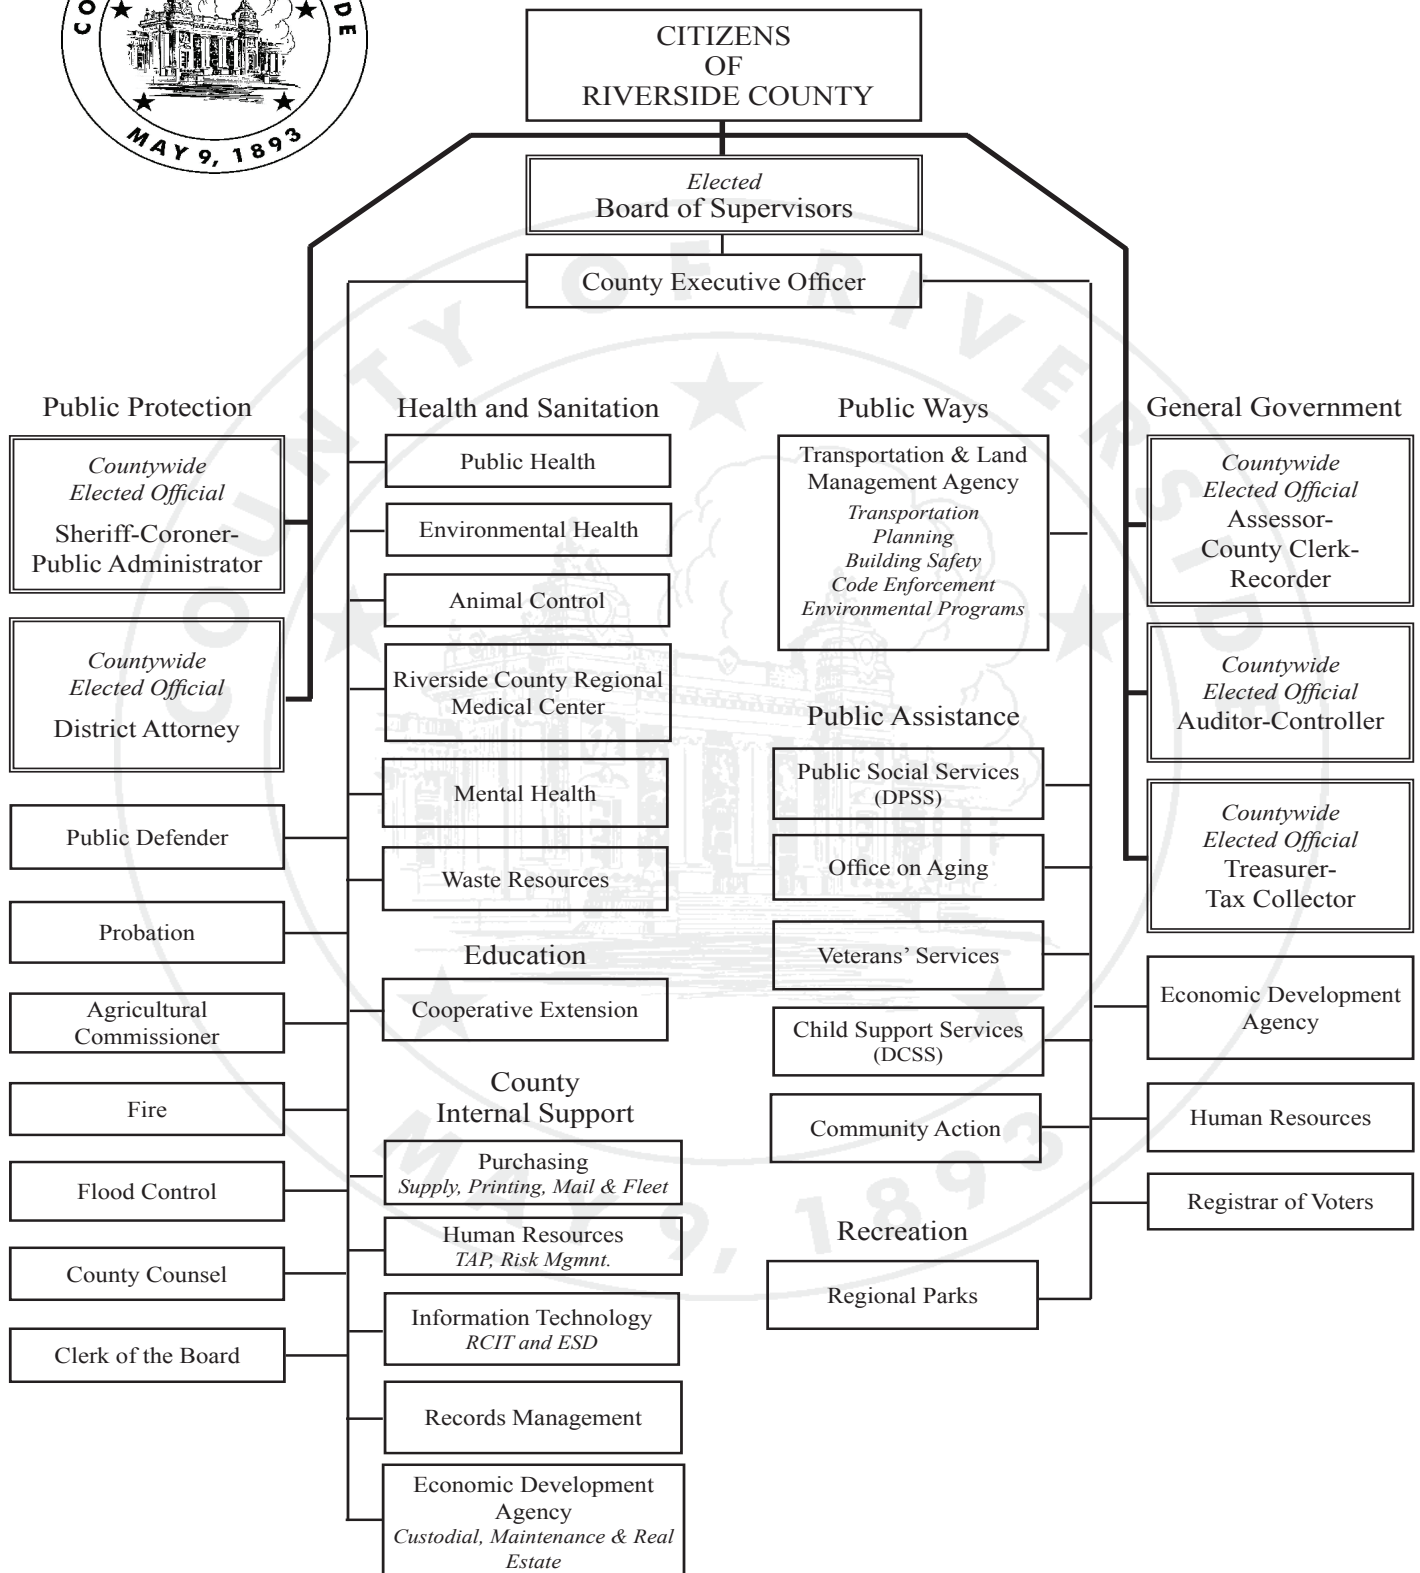 CO
DE
MAY 9, 1893
CITIZENS
OF
RIVERSIDE COUNTY
Elected
Board of Supervisors
County Executive Officer
COUNTY OF RIVERSIDE
MAY 9, 1893
Public Protection
Countywide
Elected Official
Sheriff-Coroner-
Public Administrator
Countywide
Elected Official
District Attorney
Public Defender
Probation
Agricultural
Commissioner
Fire
Flood Control
County Counsel
Clerk of the Board
Health and Sanitation
Public Health
Environmental Health
Animal Control
Riverside County Regional
Medical Center
Mental Health
Waste Resources
Education
Cooperative Extension
County
Internal Support
Purchasing
Supply, Printing, Mail & Fleet
Human Resources
TAP, Risk Mgmnt.
Information Technology
RCIT and ESD
Records Management
Economic Development
Agency
Custodial, Maintenance & Real
Estate
Public Ways
Transportation & Land
Management Agency
Transportation
Planning
Building Safety
Code Enforcement
Environmental Programs
Public Assistance
Public Social Services
(DPSS)
Office on Aging
Veterans’ Services
Child Support Services
(DCSS)
Community Action
Recreation
Regional Parks
General Government
Countywide
Elected Official
Assessor-
County Clerk-
Recorder
Countywide
Elected Official
Auditor-Controller
Countywide
Elected Official
Treasurer-
Tax Collector
Economic Development
Agency
Human Resources
Registrar of Voters